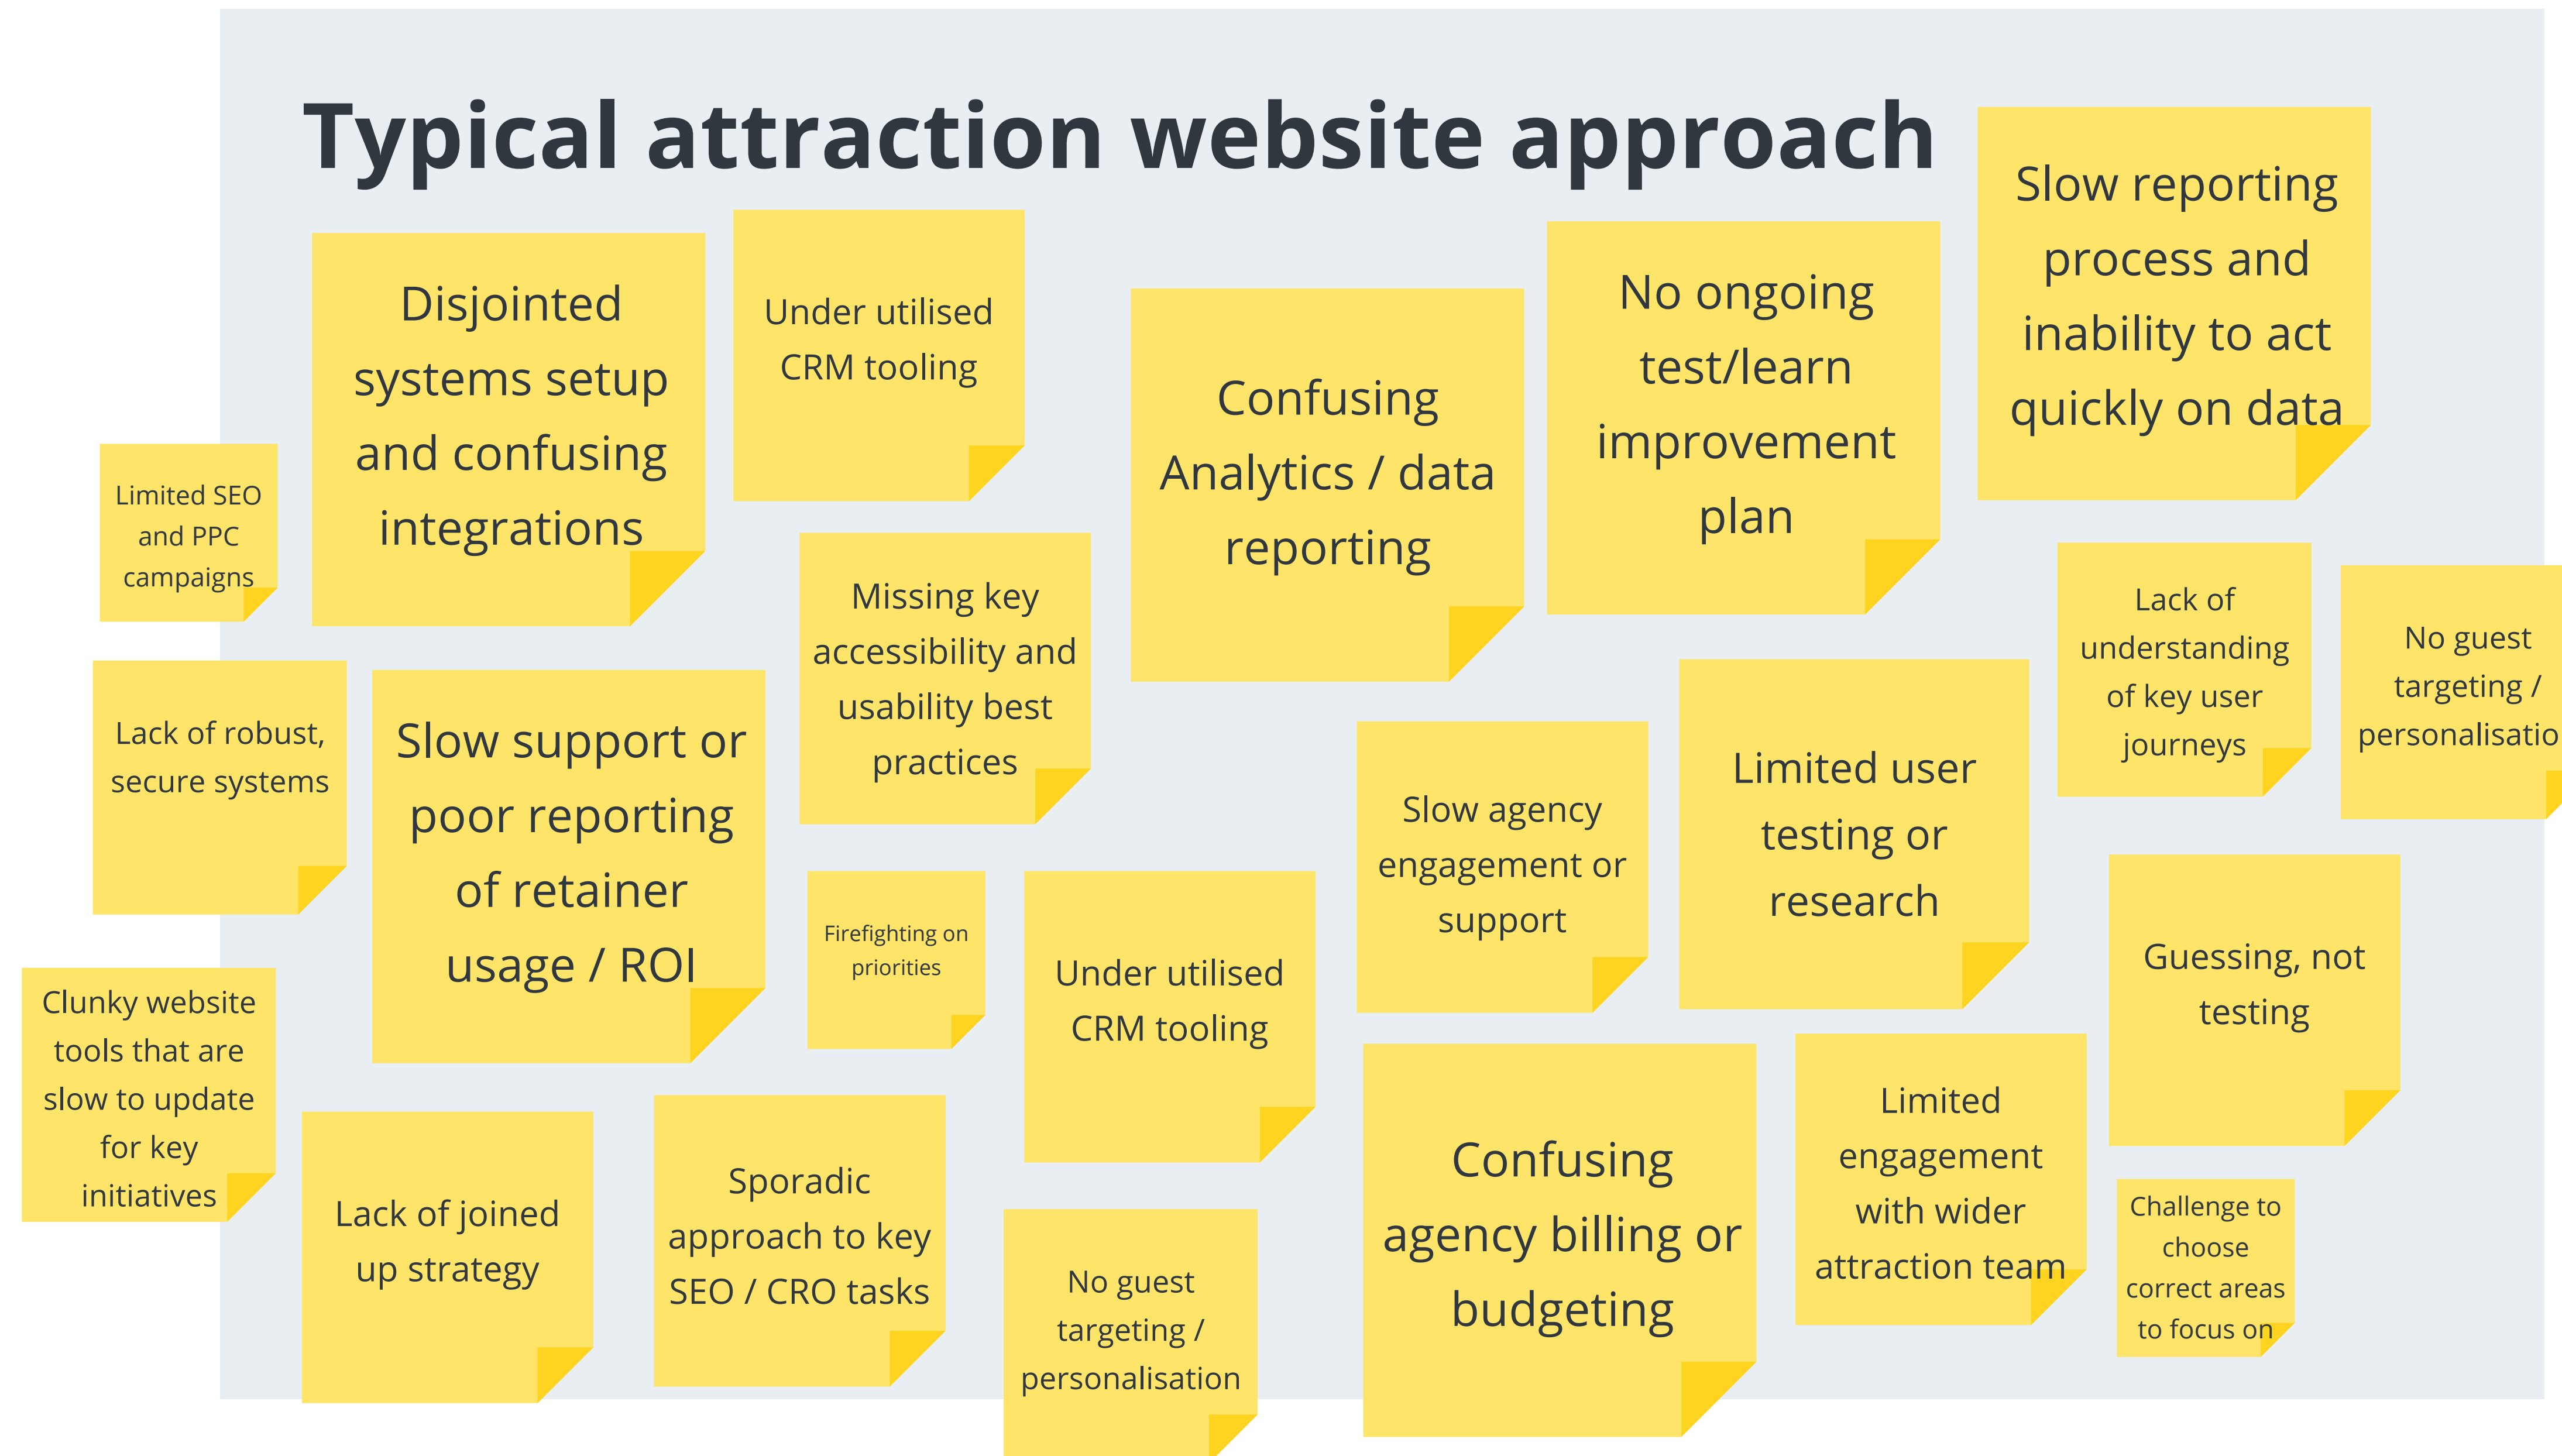 Typical attraction website approach
Slow reporting
process and
inability to act
quickly on data
Disjointed
systems setup
and confusing
integrations
Under utilised
CRM tooling
Confusing
Analytics / data
reporting
No ongoing
test/learn
improvement
plan
Limited SEO
and PPC
campaigns
Missing key
accessibility and
usability best
practices
Lack of
understanding
of key user
journeys
No guest
targeting /
personalisatio
Lack of robust,
secure systems
Slow support or
poor reporting
of retainer
usage / ROI
Slow agency
engagement or
support
Limited user
testing or
research
Firefighting on
priorities
Under utilised
CRM tooling
Guessing, not
testing
Clunky website
tools that are
slow to update
for key
initiatives
Lack of joined
up strategy
Sporadic
approach to key
SEO / CRO tasks
No guest
targeting /
personalisation
Confusing
agency billing or
budgeting
Limited
engagement
with wider
attraction team
Challenge to
choose
correct areas
to focus on